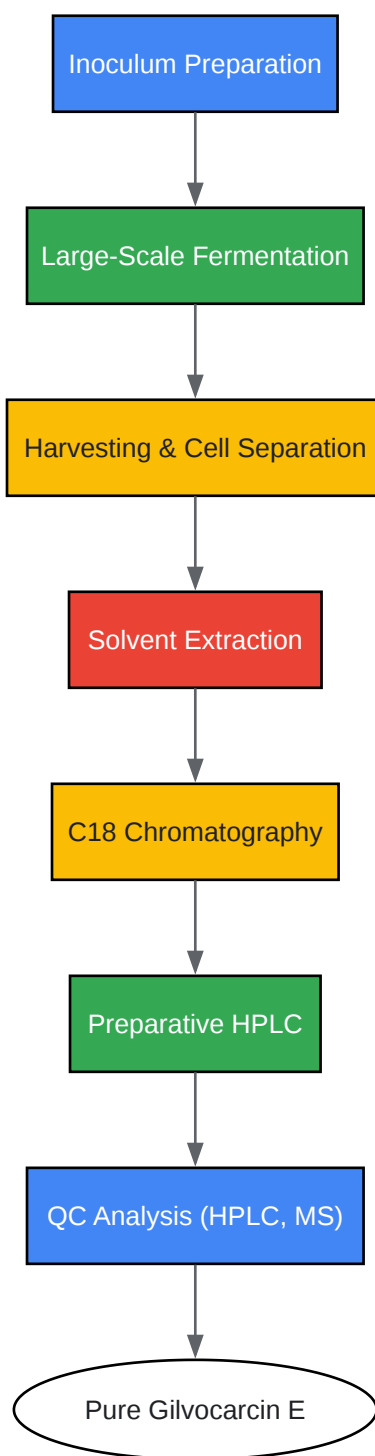 Inoculum Preparation
Large-Scale Fermentation
Harvesting & Cell Separation
Solvent Extraction
C18 Chromatography
Preparative HPLC
QC Analysis (HPLC, MS)
Pure Gilvocarcin E